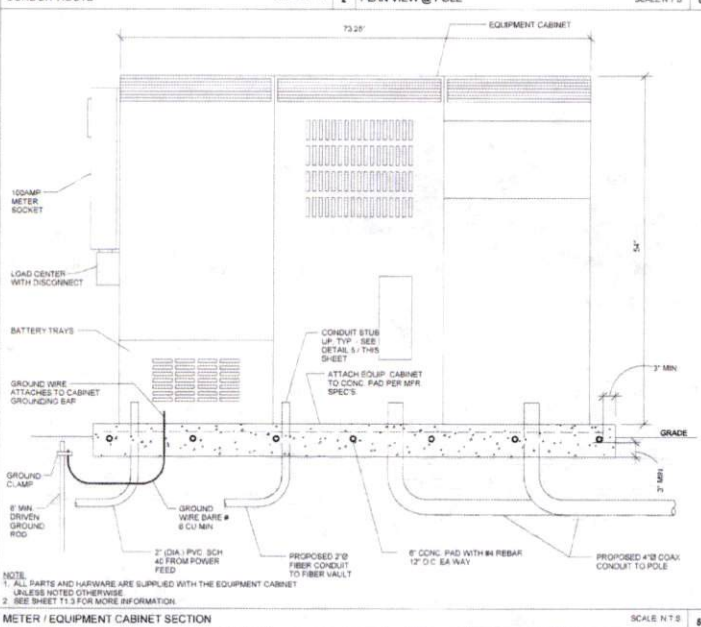 73.28"
EQUIPMENT CABINET
100AMP
METER
SOCKET
54"
LOAD CENTER
WITH DISCONNECT
BATTERY TRAYS
CONDUIT STUB
UP, TYP - SEE
DETAIL 5 / THIS
SHEET
ATTACH EQUIP. CABINET
TO CONC. PAD PER MFR
SPEC'S.
3" MIN
GROUND WIRE
ATTACHES TO CABINET
GROUNDING BAR
GRADE
GROUND
CLAMP
3" MIN
8' MIN
DRIVEN
GROUND
ROD
GROUND
WIRE BARE #
6 CU MIN
2" (DIA.) PVC, SCH
40 FROM POWER
FEED
PROPOSED 2"Ø
FIBER CONDUIT
TO FIBER VAULT
6" CONC. PAD WITH #4 REBAR
12" O.C. EA WAY
PROPOSED 4"Ø COAX
CONDUIT TO POLE
NOTE:
1. ALL PARTS AND HARWARE ARE SUPPLIED WITH THE EQUIPMENT CABINET
UNLESS NOTED OTHERWISE.
2. SEE SHEET T1.3 FOR MORE INFORMATION.
METER / EQUIPMENT CABINET SECTION
SCALE: N.T.S.